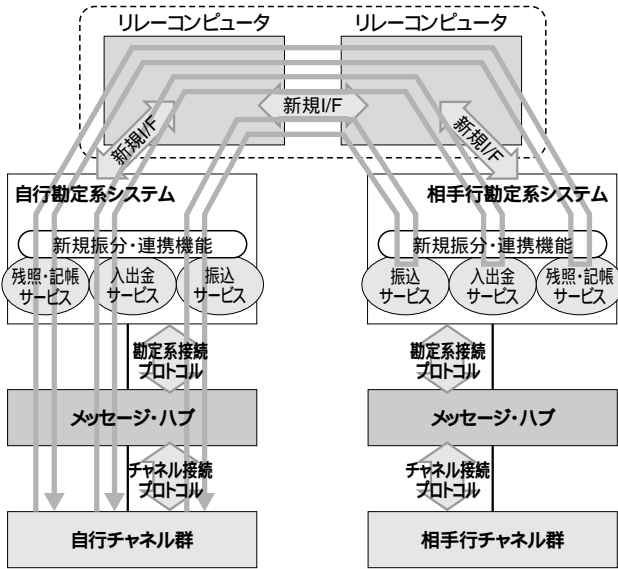 リレーコンピュータ
リレーコンピュータ
新規I/F
新規I/F
新規I/F
自行勘定系システム
相手行勘定系システム
新規振分・連携機能
新規振分・連携機能
残照・記帳
サービス
入出金
サービス
振込
サービス
振込
サービス
入出金
サービス
残照・記帳
サービス
勘定系接続
プロトコル
勘定系接続
プロトコル
メッセージ・ハブ
メッセージ・ハブ
チャネル接続
プロトコル
チャネル接続
プロトコル
自行チャネル群
相手行チャネル群